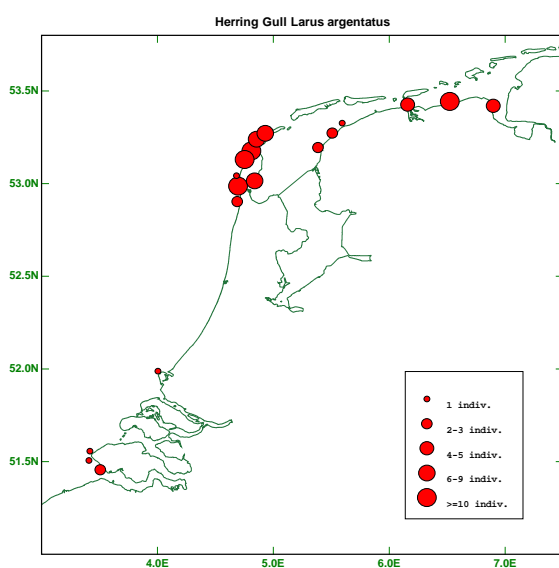 Herring Gull Larus argentatus
53.5N
53.0N
52.5N
52.0N
51.5N
1 indiv.
2-3 indiv.
4-5 indiv.
6-9 indiv.
>=10 indiv.
4.0E 5.0E 6.0E 7.0E